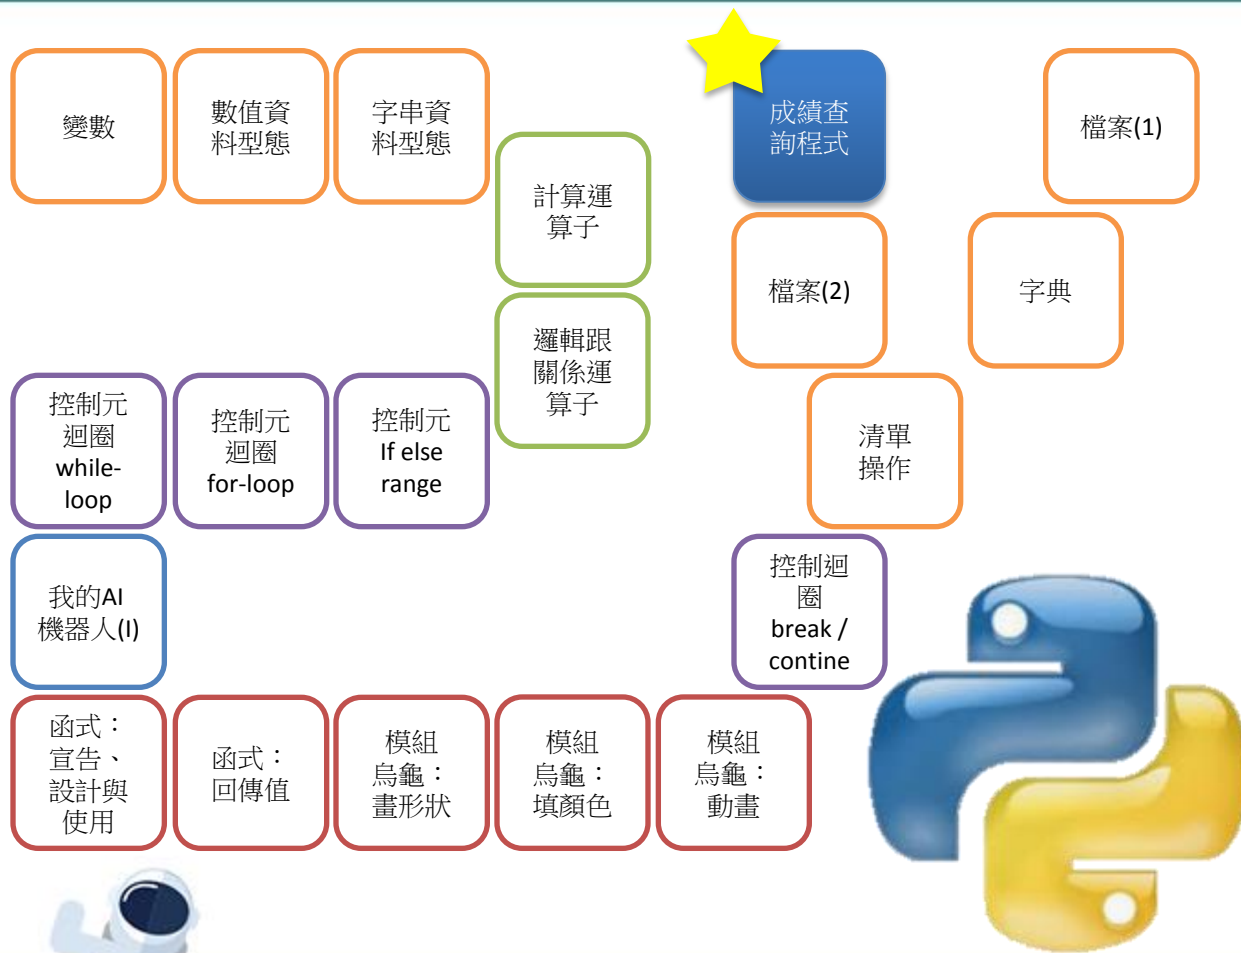 變數
數值資
料型態
字串資
料型態
計算運
算子
邏輯跟
關係運
算子
控制元
If else
range
控制元
迴圈
for-loop
控制元
迴圈
while-
loop
我的AI
機器人(I)
函式：
宣告、
設計與
使用
函式：
回傳值
模組
烏龜：
畫形狀
模組
烏龜：
填顏色
模組
烏龜：
動畫
控制迴
圈
break /
contine
清單
操作
字典
檔案(1)
檔案(2)
成績查
詢程式